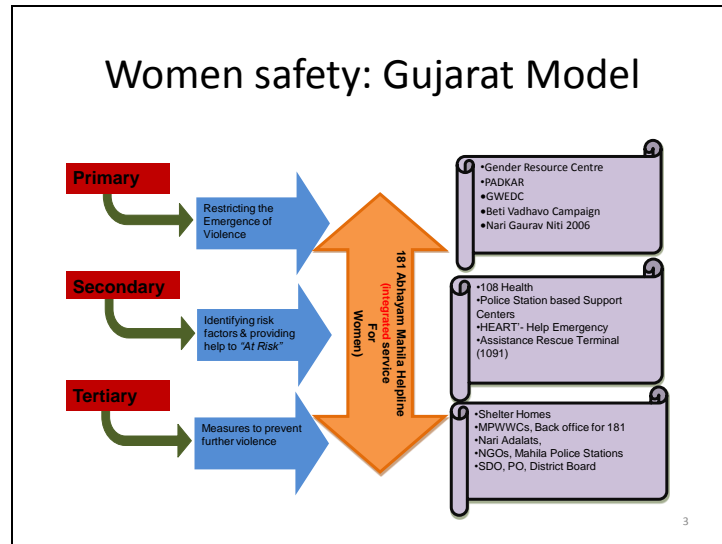 Women safety: Gujarat Model
Primary
Restricting the
Emergence of
Violence
Secondary
Identifying risk
factors & providing
help to “At Risk”
Tertiary
Measures to prevent
further violence
181 Abhayam Mahila Helpline
(integrated service
For
Women)
•Gender Resource Centre
•PADKAR
•GWEDC
•Beti Vadhavo Campaign
•Nari Gaurav Niti 2006
•108 Health
•Police Station based Support
Centers
•HEART’- Help Emergency
•Assistance Rescue Terminal
(1091)
•Shelter Homes
•MPWWCs, Back office for 181
•Nari Adalats,
•NGOs, Mahila Police Stations
•SDO, PO, District Board
3